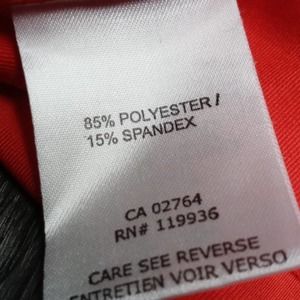 85% POLYESTER /
15% SPANDEX
CA 02764
RN# 119936
CARE SEE REVERSE
ENTRETIEN VOIR VERSO